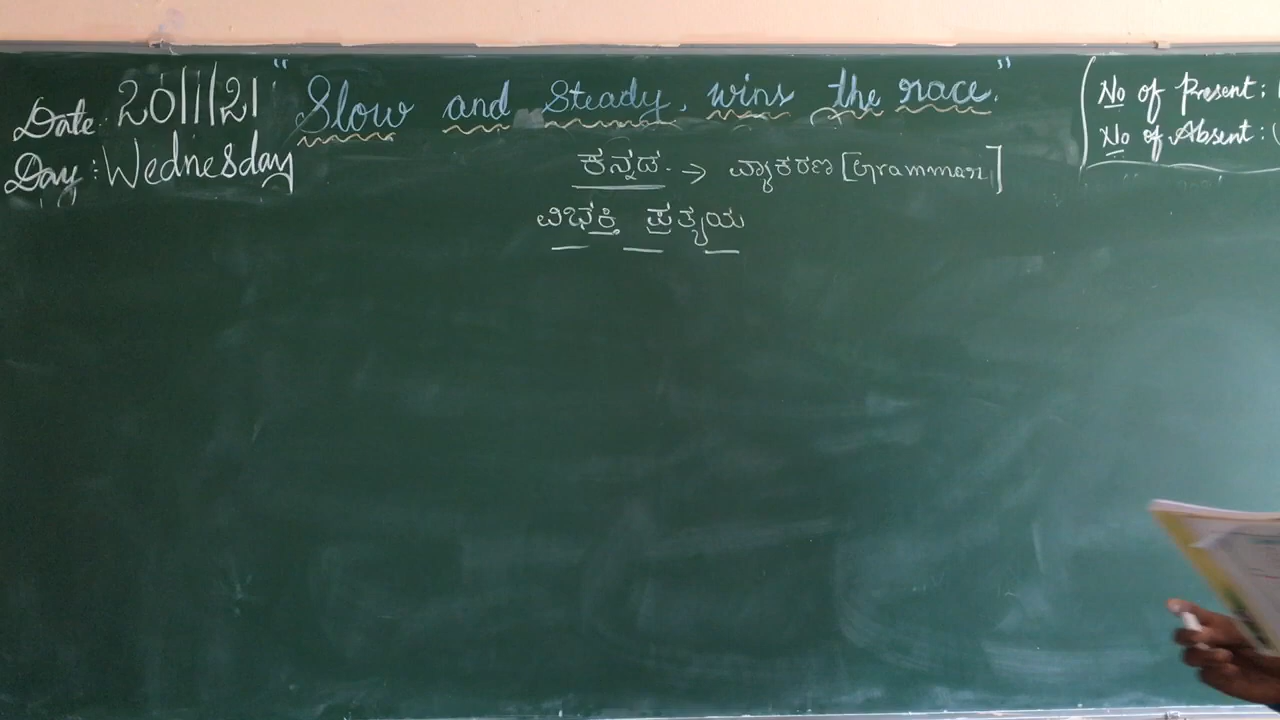 Date: 20/1/21 "Slow and Steady, wins the race."
Day: Wednesday
ಕನ್ನಡ. → ವ್ಯಾಕರಣ [Grammar]
ವಿಭಕ್ತಿ ಪ್ರತ್ಯಯ
No of Present:
No of Absent: